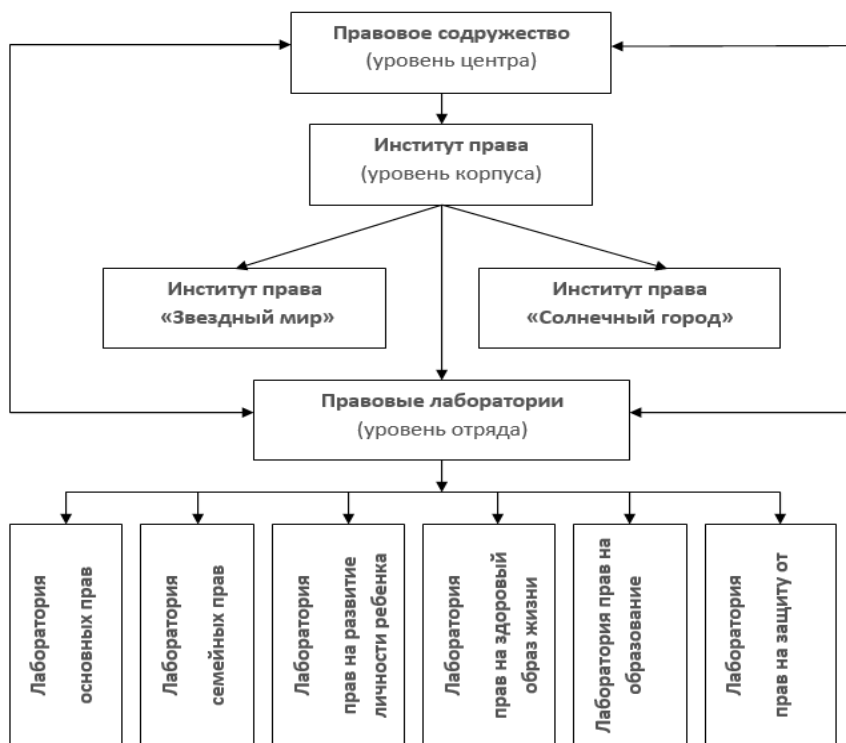 Правовое содружество
(уровень центра)
Институт права
(уровень корпуса)
Институт права
«Звездный мир»
Институт права
«Солнечный город»
Правовые лаборатории
(уровень отряда)
Лаборатория
основных прав
Лаборатория
семейных прав
Лаборатория
прав на развитие
личности ребенка
Лаборатория
прав на здоровый
образ жизни
Лаборатория прав на
образование
Лаборатория
прав на защиту от